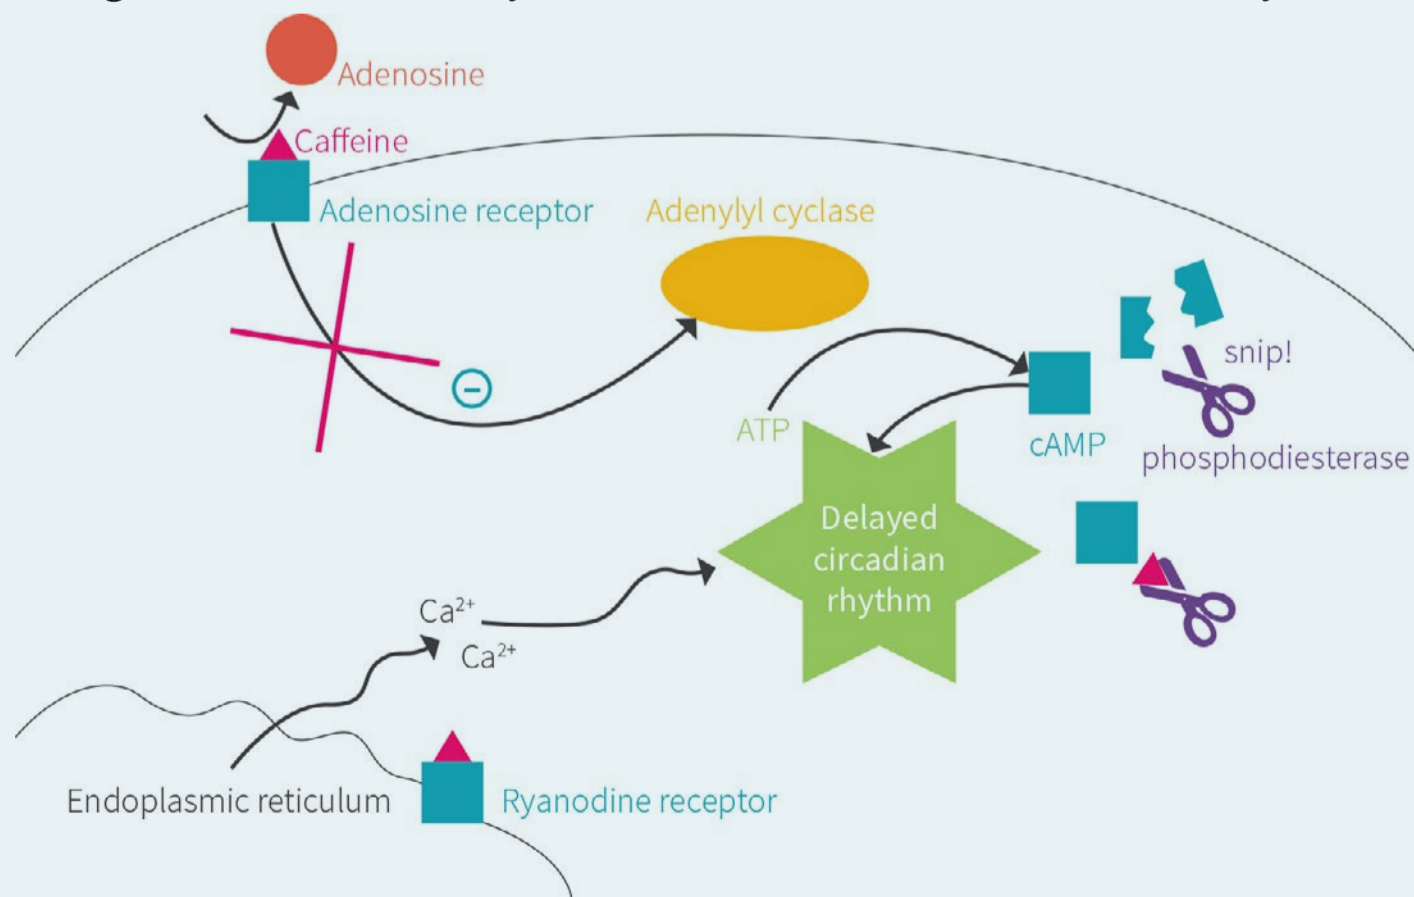 Adenosine
Caffeine
Adenosine receptor
Adenylyl cyclase
−
snip!
ATP
cAMP
phosphodiesterase
Delayed
circadian
rhythm
Ca²⁺
Ca²⁺
Endoplasmic reticulum
Ryanodine receptor